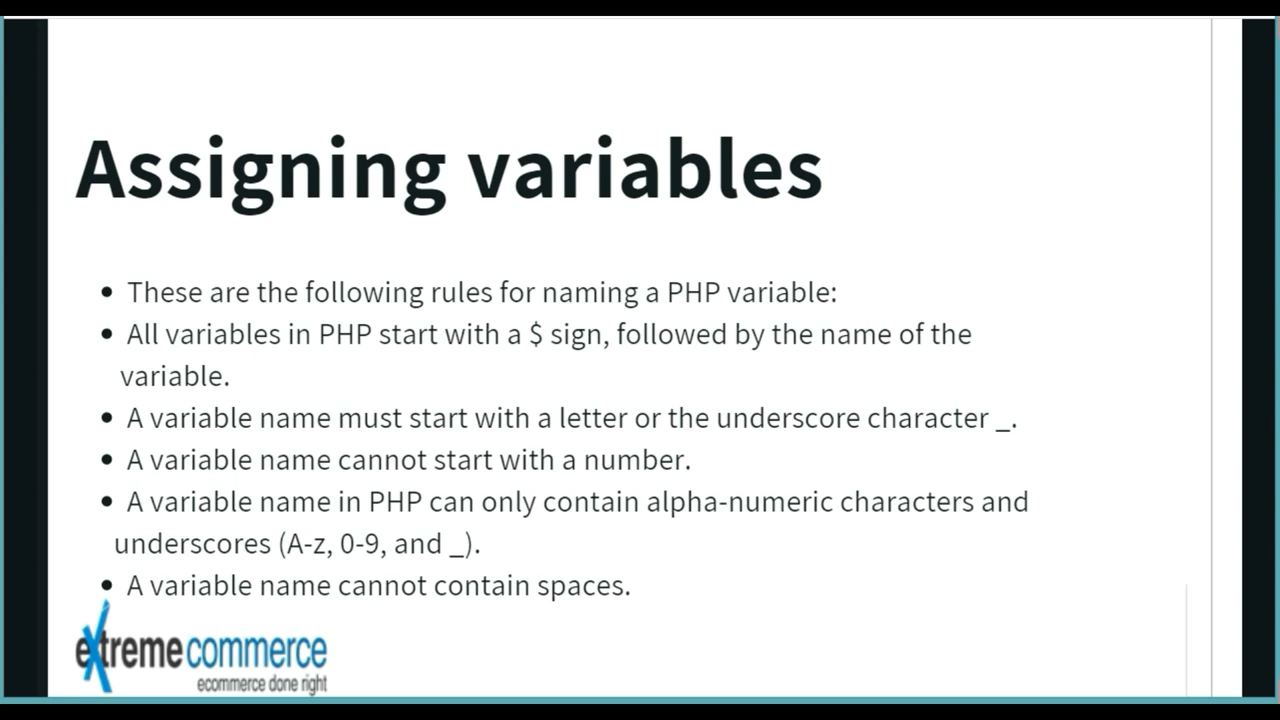 Assigning variables
• These are the following rules for naming a PHP variable:
• All variables in PHP start with a $ sign, followed by the name of the
variable.
• A variable name must start with a letter or the underscore character _.
• A variable name cannot start with a number.
• A variable name in PHP can only contain alpha-numeric characters and
underscores (A-z, 0-9, and _).
• A variable name cannot contain spaces.
extreme commerce
ecommerce done right